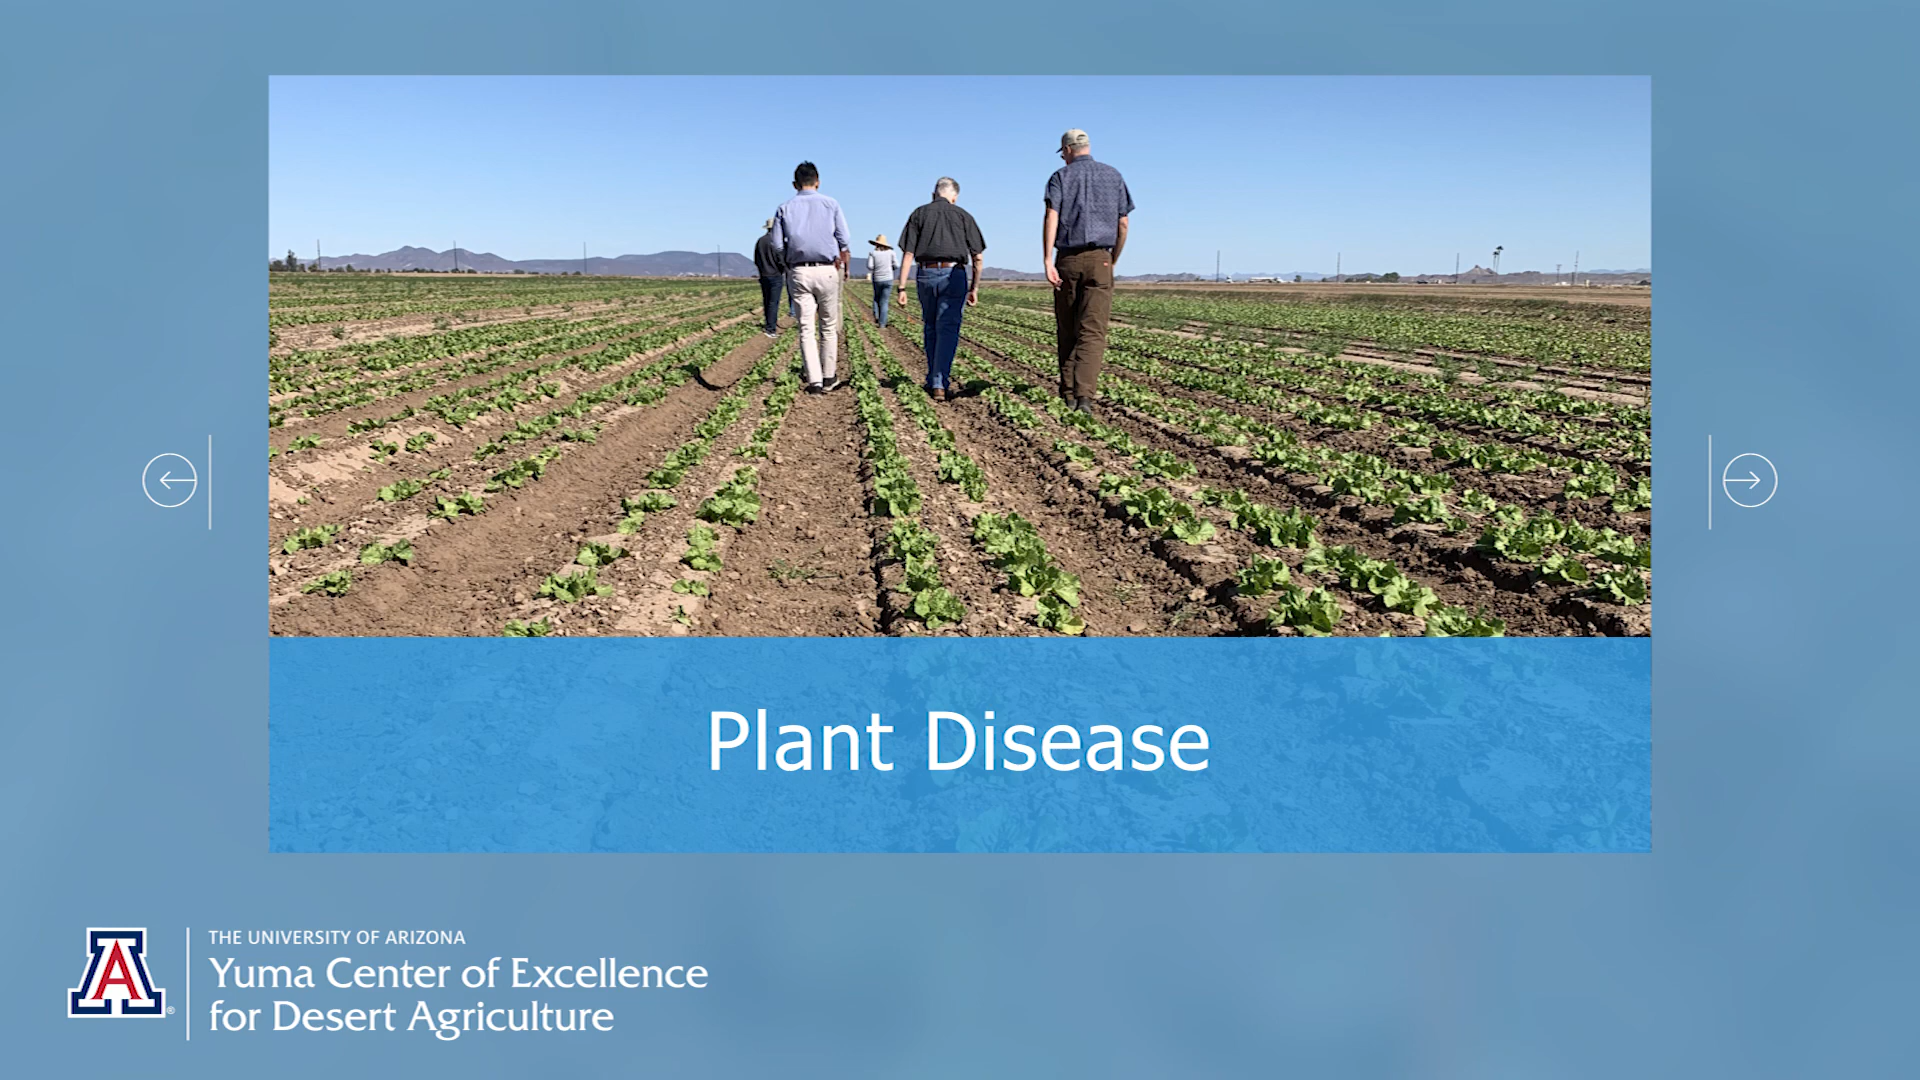 Plant Disease
THE UNIVERSITY OF ARIZONA
Yuma Center of Excellence
for Desert Agriculture
A
®